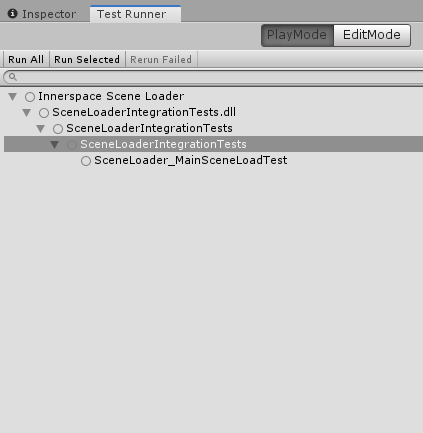 Inspector Test Runner
PlayMode EditMode
Run All Run Selected Rerun Failed
Innerspace Scene Loader
SceneLoaderIntegrationTests.dll
SceneLoaderIntegrationTests
SceneLoaderIntegrationTests
SceneLoader_MainSceneLoadTest